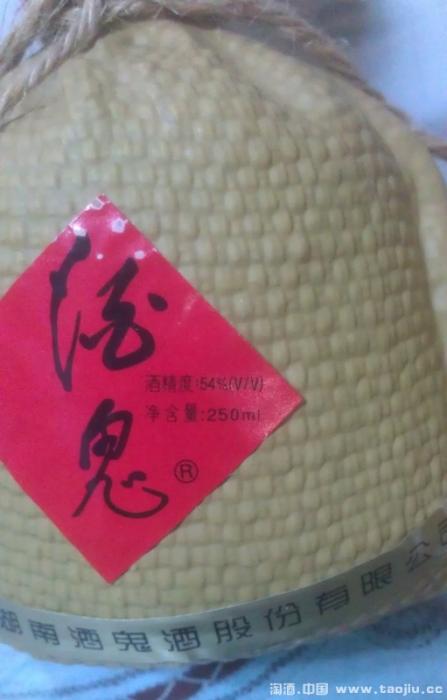 酒
鬼®
酒精度:54%(V/V)
净含量:250ml
湖南酒鬼酒股份有限公司
淘酒.中国 www.taojiu.cc